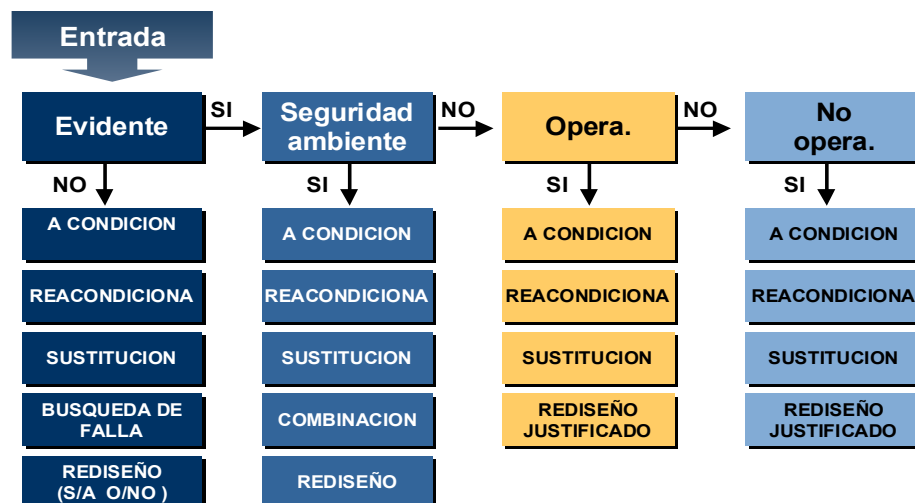 Entrada
Evidente
SI
Seguridad
ambiente
NO
Opera.
NO
No
opera.
NO
SI
SI
SI
A CONDICION
REACONDICIONA
SUSTITUCION
BUSQUEDA DE
FALLA
REDISEÑO
(S/A O/NO )
A CONDICION
REACONDICIONA
SUSTITUCION
COMBINACION
REDISEÑO
A CONDICION
REACONDICIONA
SUSTITUCION
REDISEÑO
JUSTIFICADO
A CONDICION
REACONDICIONA
SUSTITUCION
REDISEÑO
JUSTIFICADO